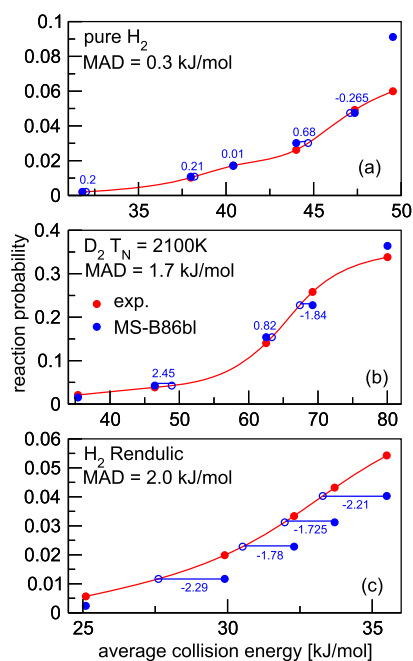 0.1
0.08
0.06
0.04
0.02
0
pure H₂
MAD = 0.3 kJ/mol
0.2
0.21
0.01
0.68
-0.265
(a)
35 40 45 50
reaction probability
0.4
0.3
0.2
0.1
0
D₂ T_N = 2100K
MAD = 1.7 kJ/mol
exp.
MS-B86bl
2.45
0.82
-1.84
(b)
40 50 60 70 80
0.06
0.05
0.04
0.03
0.02
0.01
0
H₂ Rendulic
MAD = 2.0 kJ/mol
-2.29
-1.78
-1.725
-2.21
(c)
25 30 35
average collision energy [kJ/mol]